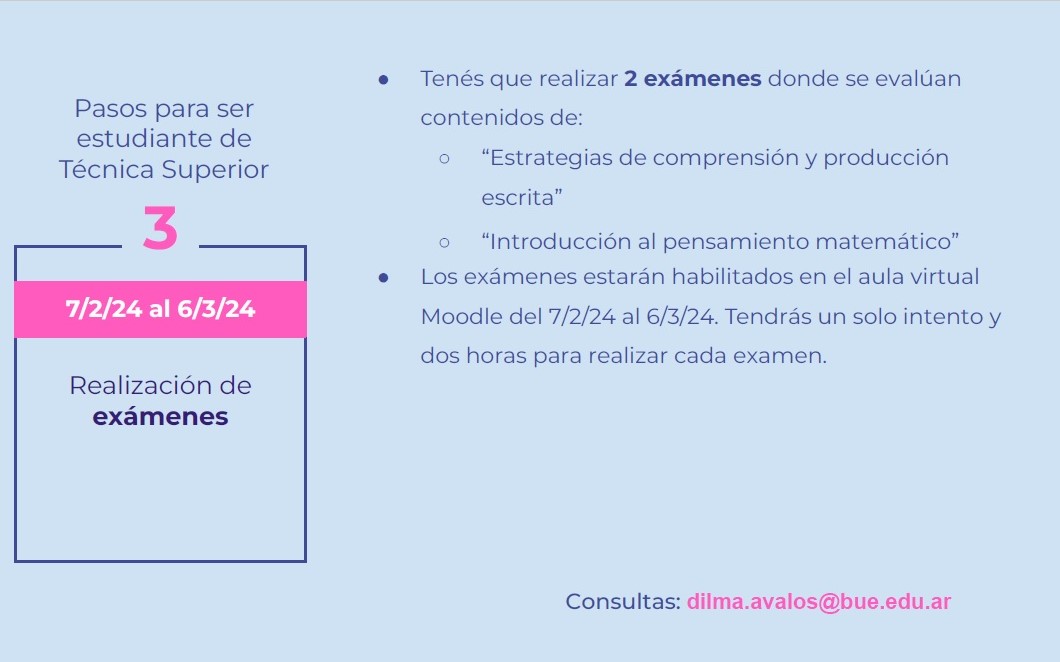 Pasos para ser
estudiante de
Técnica Superior
3
7/2/24 al 6/3/24
Realización de
exámenes
● Tenés que realizar 2 exámenes donde se evalúan
contenidos de:
○ “Estrategias de comprensión y producción
escrita”
○ “Introducción al pensamiento matemático”
● Los exámenes estarán habilitados en el aula virtual
Moodle del 7/2/24 al 6/3/24. Tendrás un solo intento y
dos horas para realizar cada examen.
Consultas: dilma.avalos@bue.edu.ar